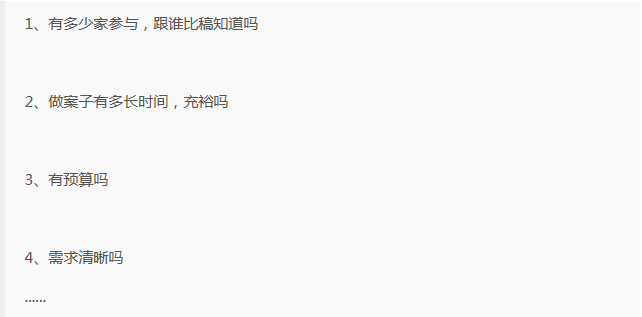 1、有多少家参与，跟谁比稿知道吗
2、做案子有多长时间，充裕吗
3、有预算吗
4、需求清晰吗
......